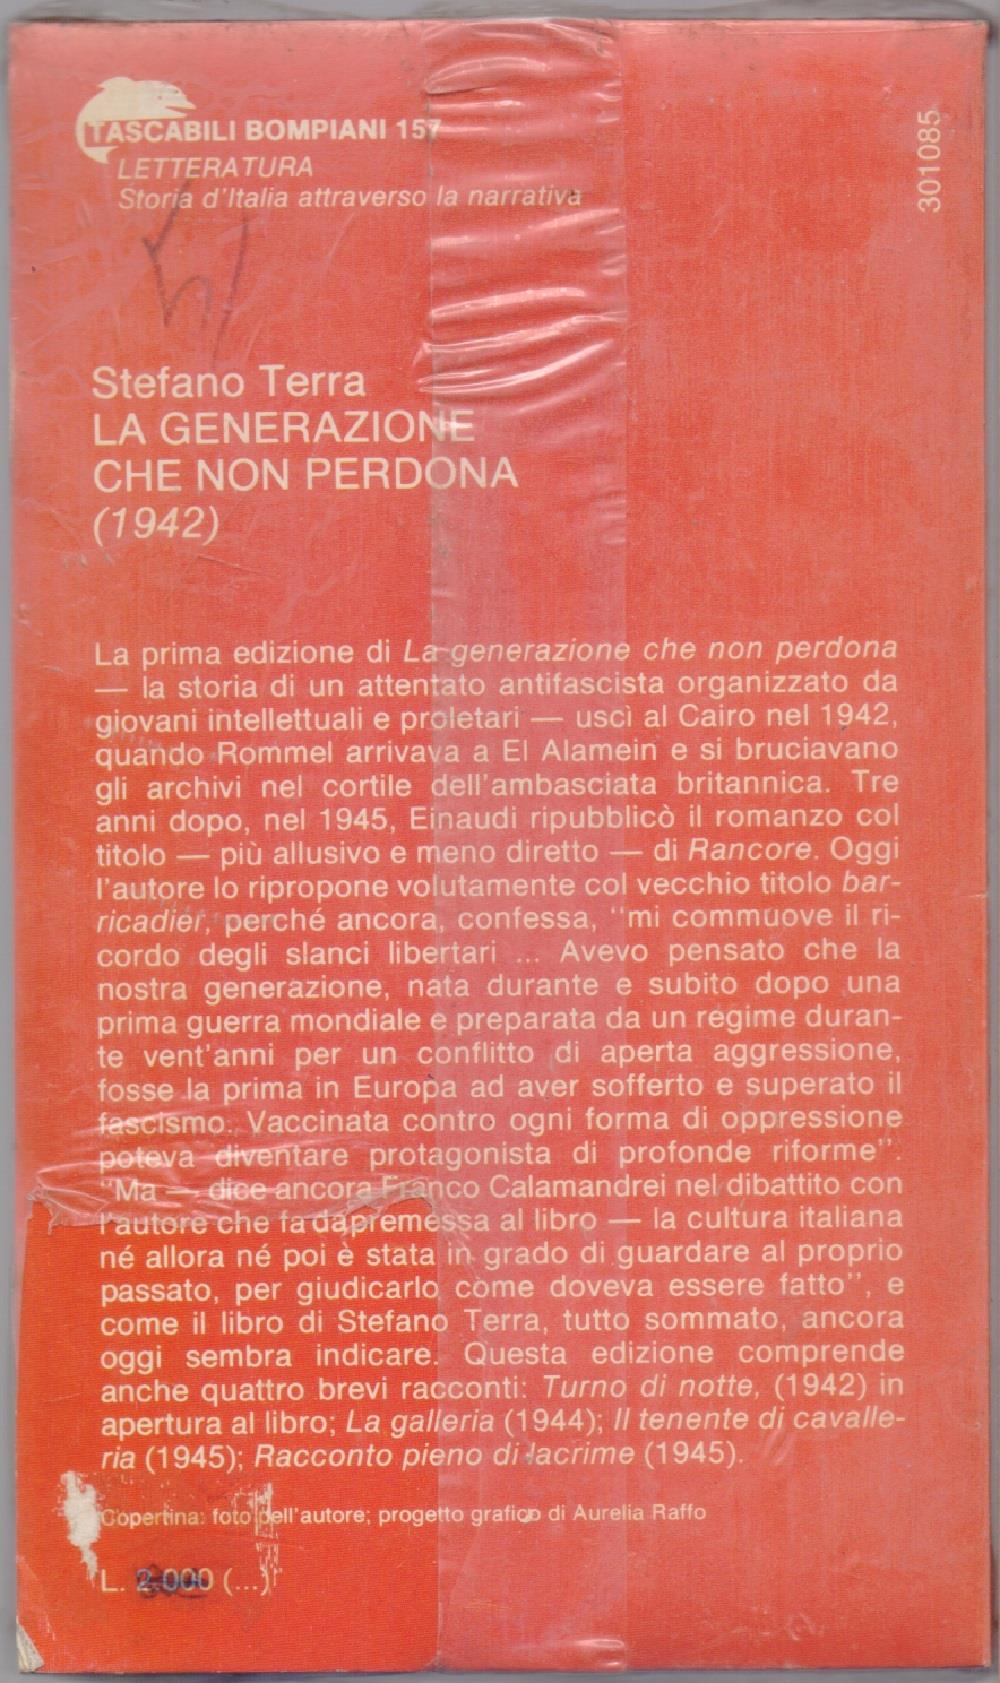 TASCABILI BOMPIANI 157
LETTERATURA
Storia d'Italia attraverso la narrativa
301085
Stefano Terra
LA GENERAZIONE
CHE NON PERDONA
(1942)
La prima edizione di La generazione che non perdona
— la storia di un attentato antifascista organizzato da
giovani intellettuali e proletari — uscì al Cairo nel 1942,
quando Rommel arrivava a El Alamein e si bruciavano
gli archivi nel cortile dell'ambasciata britannica. Tre
anni dopo, nel 1945, Einaudi ripubblicò il romanzo col
titolo — più allusivo e meno diretto — di Rancore. Oggi
l'autore lo ripropone volutamente col vecchio titolo bar-
ricadier, perché ancora, confessa, "mi commuove il ri-
cordo degli slanci libertari ... Avevo pensato che la
nostra generazione, nata durante e subito dopo una
prima guerra mondiale e preparata da un regime duran-
te vent'anni per un conflitto di aperta aggressione,
fosse la prima in Europa ad aver sofferto e superato il
fascismo. Vaccinata contro ogni forma di oppressione
poteva diventare protagonista di profonde riforme".
"Ma — dice ancora Franco Calamandrei nel dibattito con
l'autore che fa da premessa al libro — la cultura italiana
né allora né poi è stata in grado di guardare al proprio
passato, per giudicarlo come doveva essere fatto", e
come il libro di Stefano Terra, tutto sommato, ancora
oggi sembra indicare. Questa edizione comprende
anche quattro brevi racconti: Turno di notte, (1942) in
apertura al libro; La galleria (1944); Il tenente di cavalle-
ria (1945); Racconto pieno di lacrime (1945).
Copertina: foto dell'autore; progetto grafico di Aurelia Raffo
L. 2.000 (...)